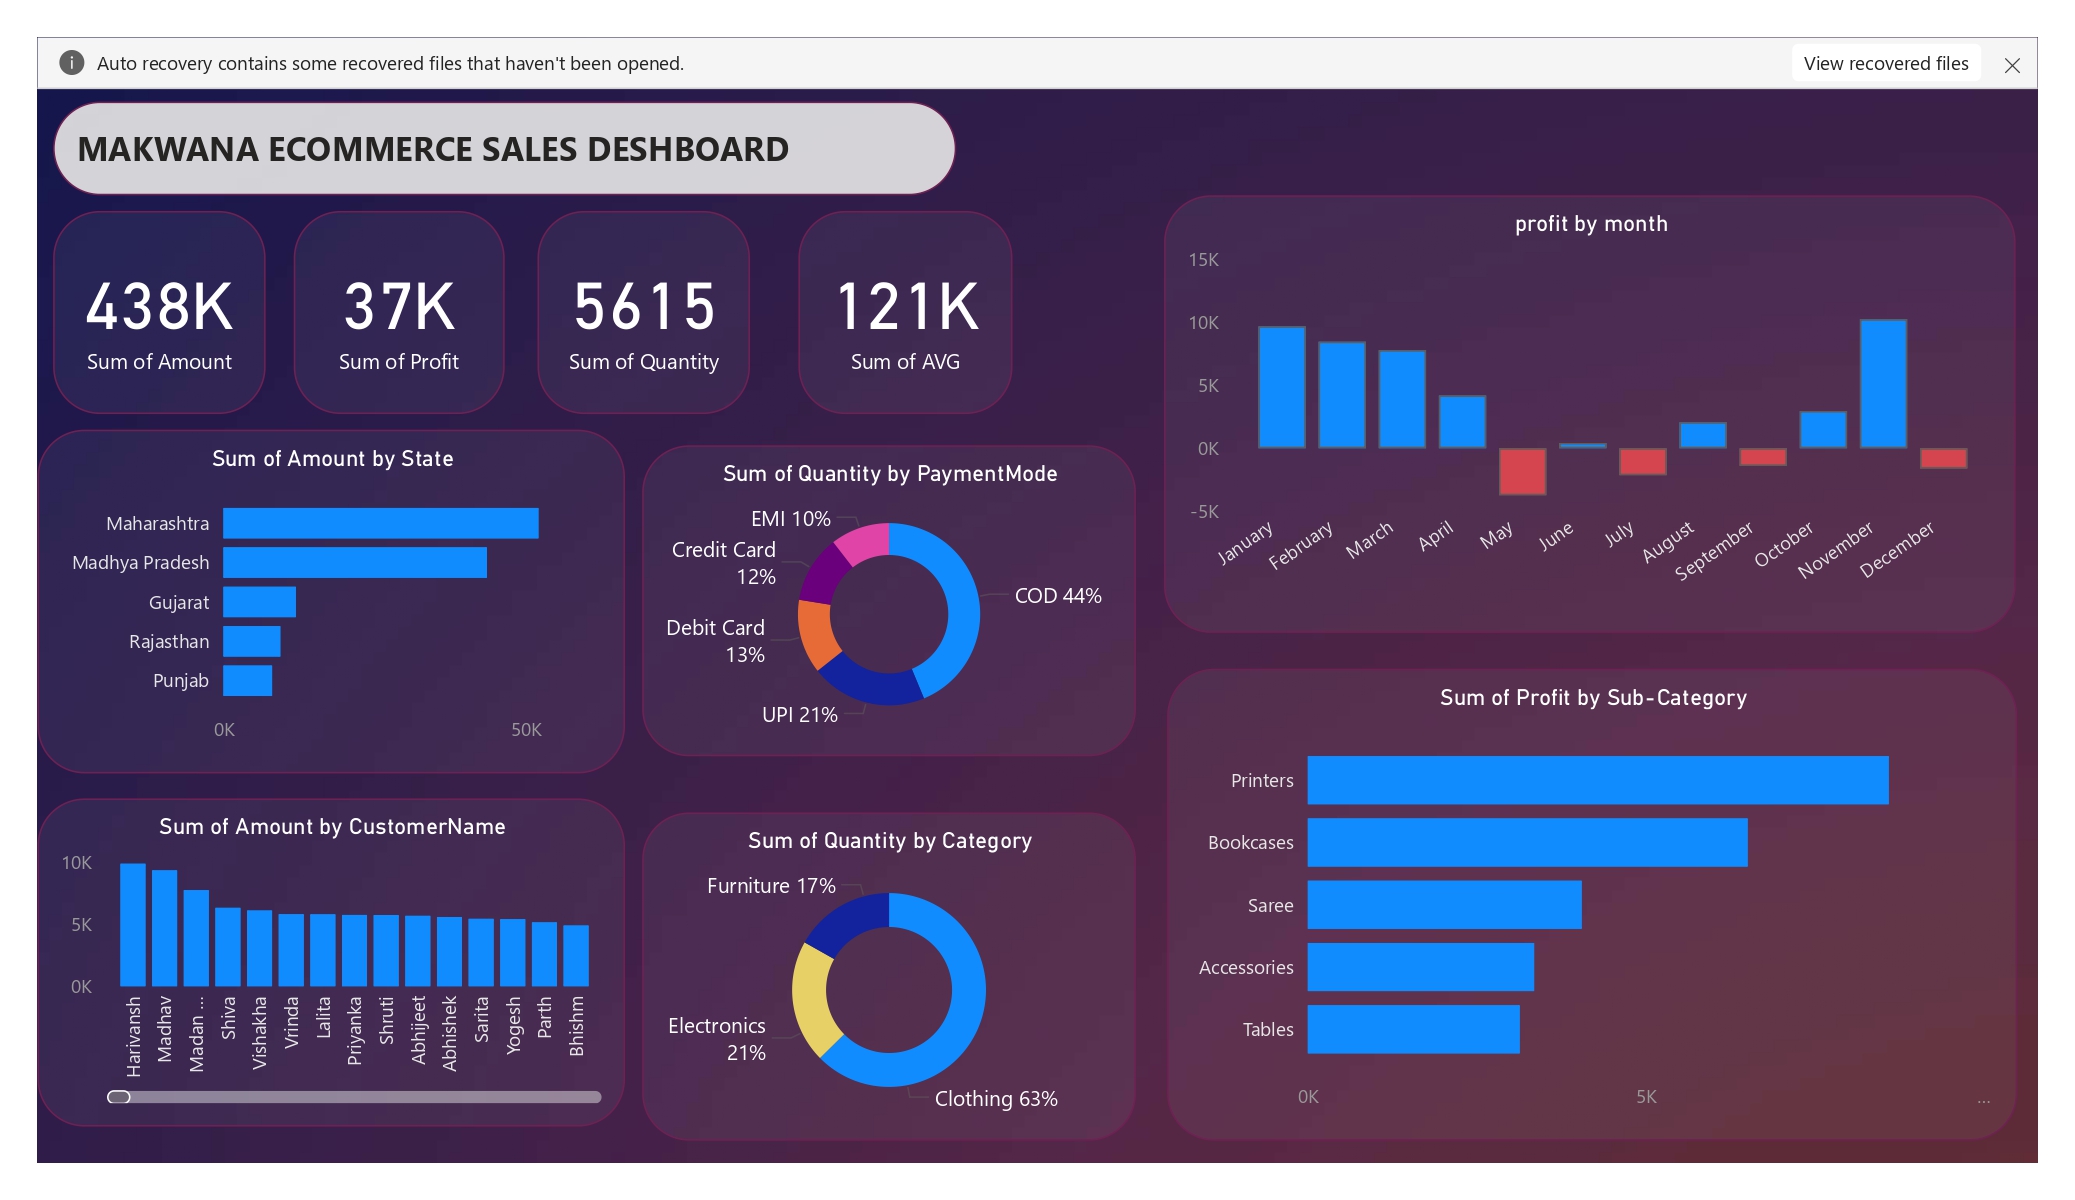 Auto recovery contains some recovered files that haven't been opened.
View recovered files
MAKWANA ECOMMERCE SALES DESHBOARD
438K
Sum of Amount
37K
Sum of Profit
5615
Sum of Quantity
121K
Sum of AVG
profit by month
15K
10K
5K
0K
-5K
January
February
March
April
May
June
July
August
September
October
November
December
Sum of Amount by State
Maharashtra
Madhya Pradesh
Gujarat
Rajasthan
Punjab
0K
50K
Sum of Quantity by PaymentMode
EMI 10%
Credit Card
12%
Debit Card
13%
UPI 21%
COD 44%
Sum of Profit by Sub-Category
Printers
Bookcases
Saree
Accessories
Tables
0K
5K
...
Sum of Amount by CustomerName
10K
5K
0K
Harivansh
Madhav
Madan ...
Shiva
Vishakha
Vrinda
Lalita
Priyanka
Shruti
Abhijeet
Abhishek
Sarita
Yogesh
Parth
Bhishm
Sum of Quantity by Category
Furniture 17%
Electronics
21%
Clothing 63%